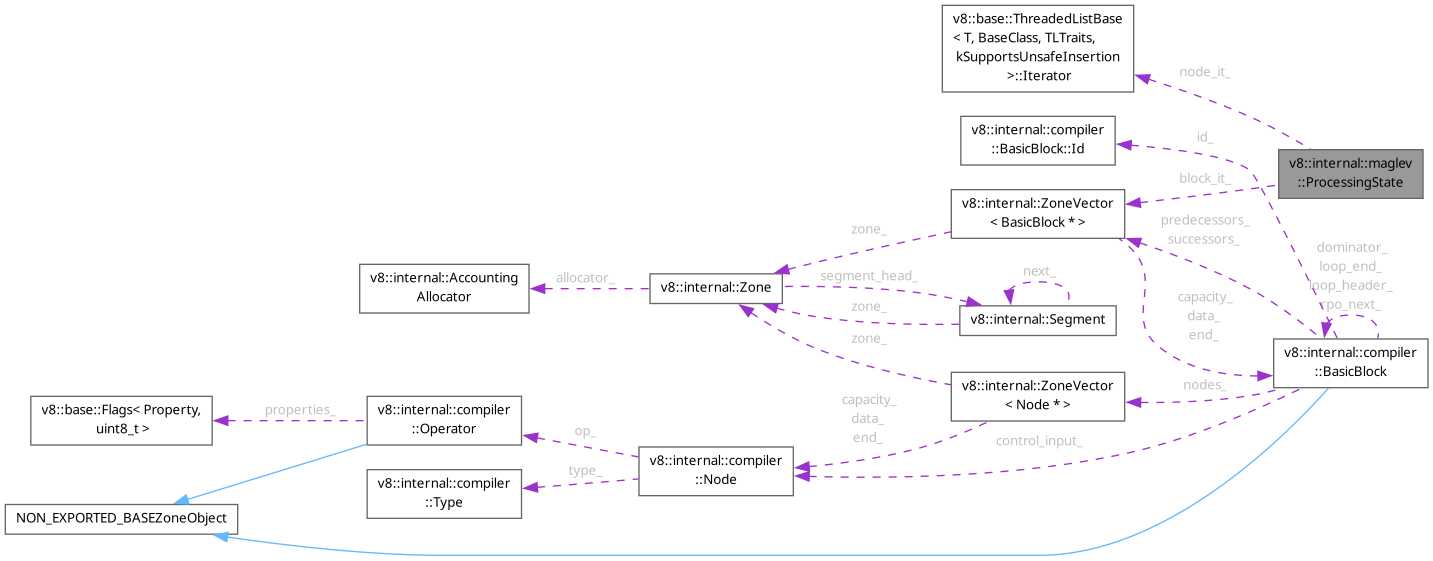 v8::base::ThreadedListBase
< T, BaseClass, TLTraits,
kSupportsUnsafeInsertion
>::Iterator
node_it_
v8::internal::compiler
::BasicBlock::Id
id_
v8::internal::maglev
::ProcessingState
block_it_
v8::internal::ZoneVector
< BasicBlock * >
predecessors_
successors_
zone_
dominator_
loop_end_
loop_header_
rpo_next_
v8::internal::Accounting
Allocator
allocator_
v8::internal::Zone
segment_head_
next_
zone_
v8::internal::Segment
capacity_
data_
end_
zone_
v8::internal::compiler
::BasicBlock
v8::internal::ZoneVector
< Node * >
nodes_
v8::base::Flags< Property,
uint8_t >
properties_
v8::internal::compiler
::Operator
op_
capacity_
data_
end_
control_input_
v8::internal::compiler
::Node
type_
v8::internal::compiler
::Type
NON_EXPORTED_BASEZoneObject